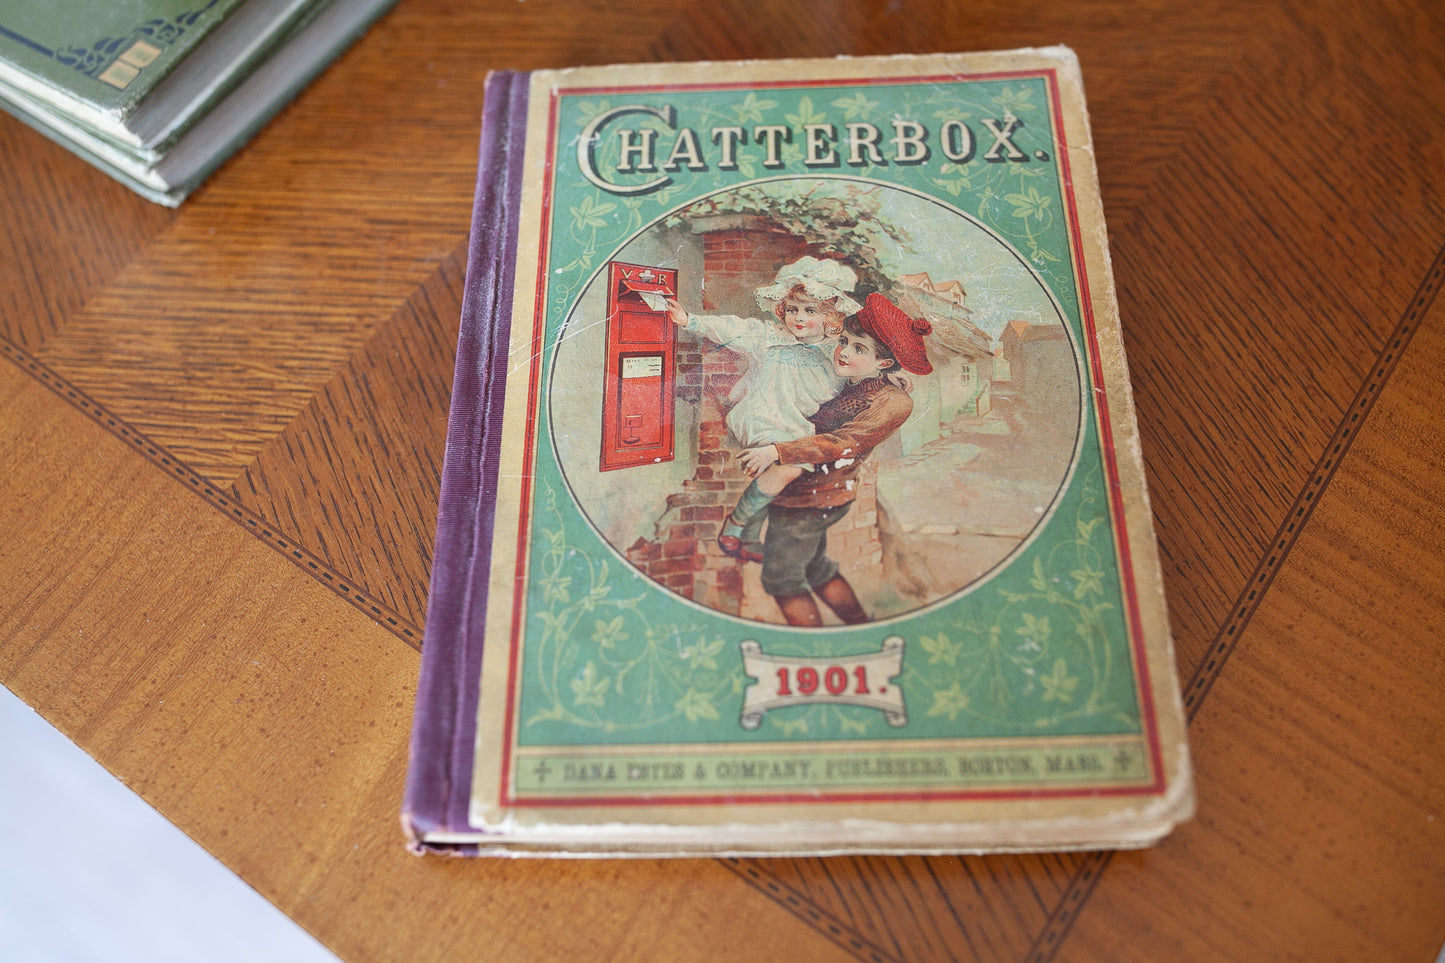 CHATTERBOX.
V R
1901.
DANA ESTES & COMPANY, PUBLISHERS, BOSTON, MASS.